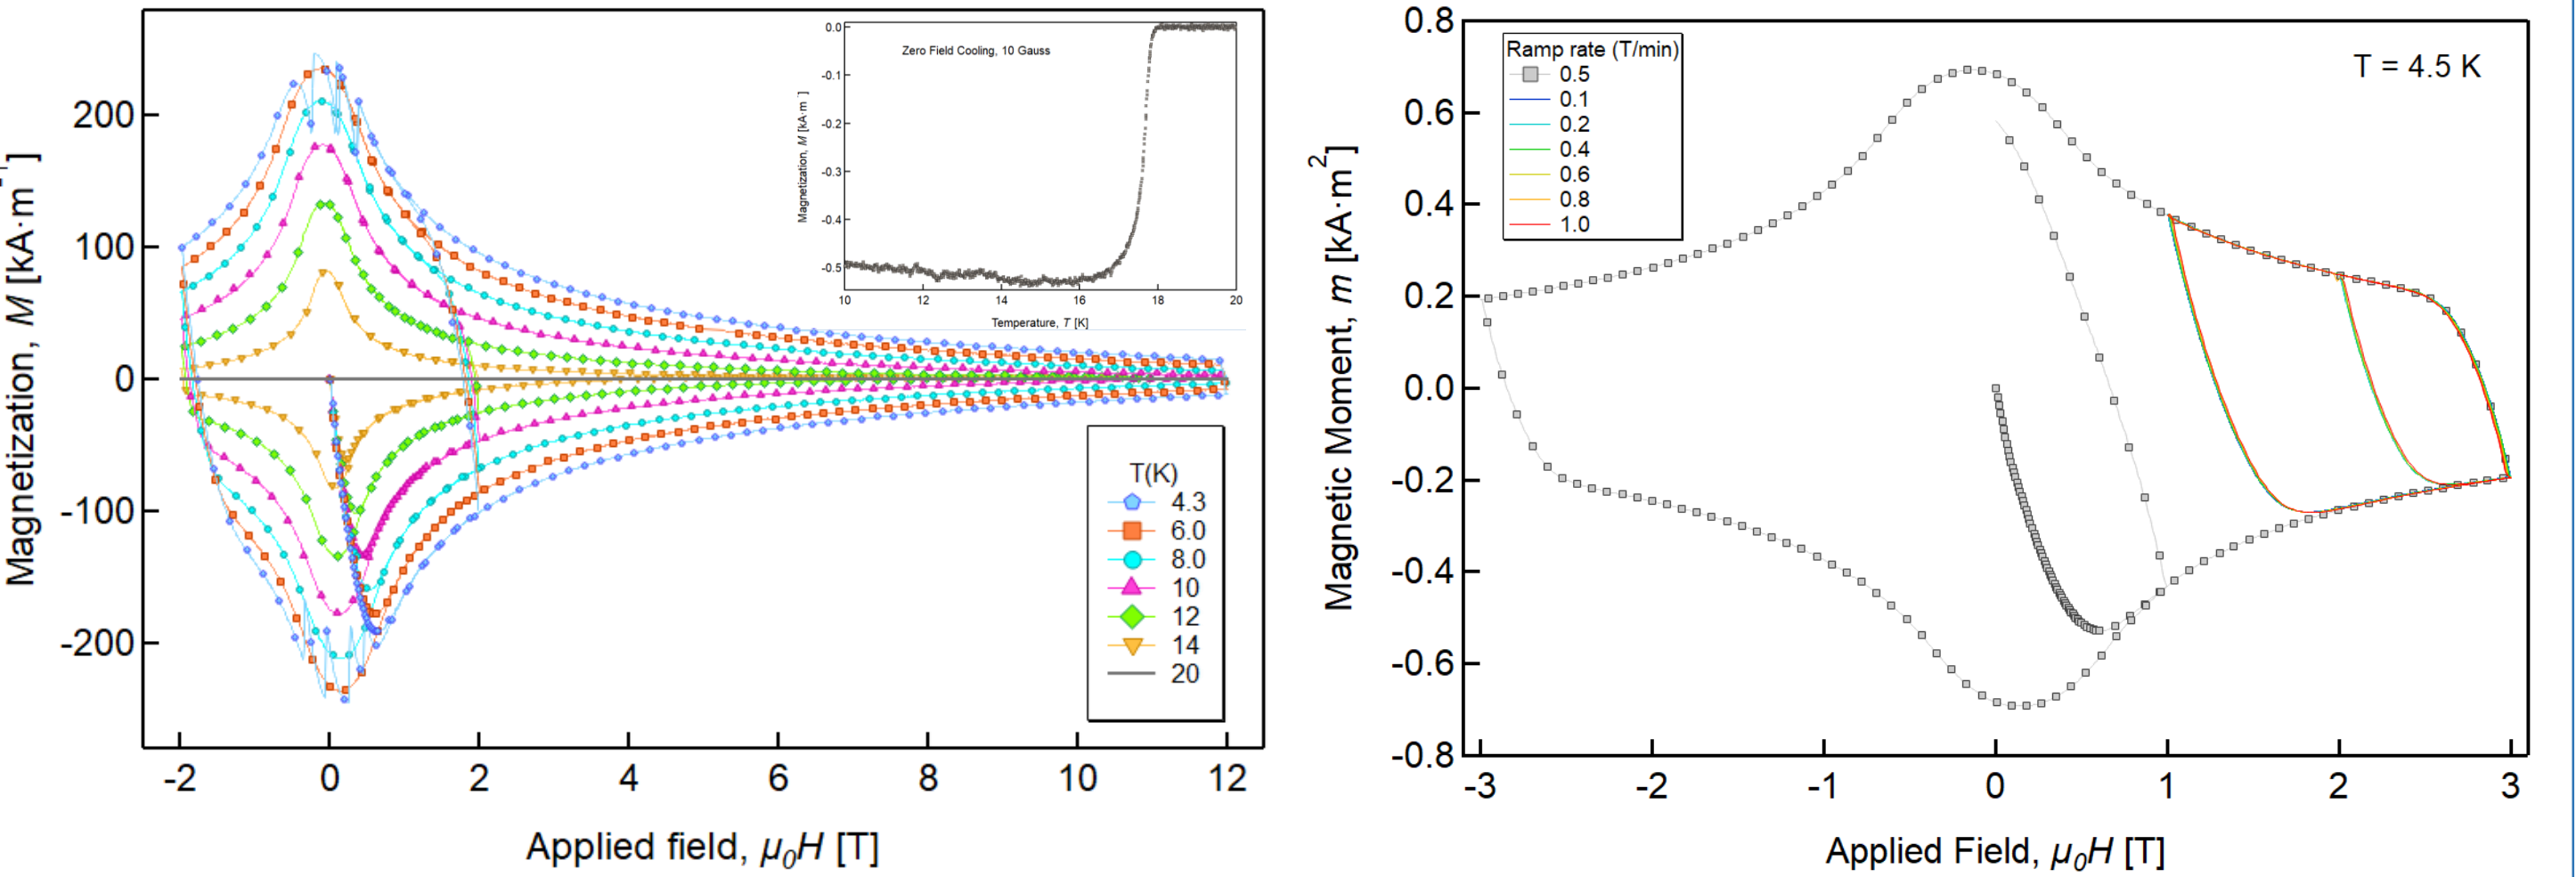 200
100
0
-100
-200
Magnetization, M [kA·m⁻¹]
-2 0 2 4 6 8 10 12
Applied field, μ₀H [T]
Zero Field Cooling, 10 Gauss
0.0
-0.1
-0.2
-0.3
-0.4
-0.5
Magnetization, M [kA·m⁻¹]
10 12 14 16 18 20
Temperature, T [K]
T(K)
4.3
6.0
8.0
10
12
14
20
0.8
0.6
0.4
0.2
0.0
-0.2
-0.4
-0.6
-0.8
Magnetic Moment, m [kA·m²]
-3 -2 -1 0 1 2 3
Applied Field, μ₀H [T]
Ramp rate (T/min)
0.5
0.1
0.2
0.4
0.6
0.8
1.0
T = 4.5 K